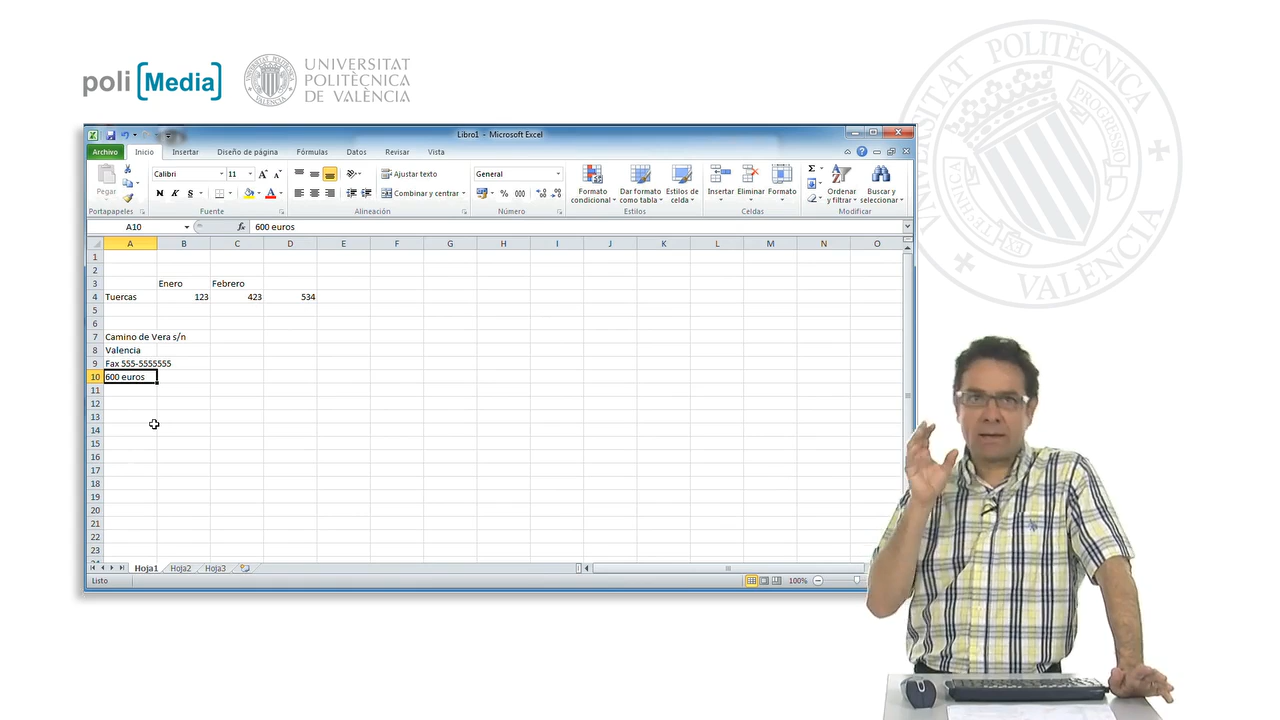 poli [Media]
UNIVERSITAT
POLITÈCNICA
DE VALÈNCIA
UNIVERSITAT POLITÈCNICA DE VALÈNCIA
PROGRESIO
Libro1 - Microsoft Excel
Archivo Inicio Insertar Diseño de página Fórmulas Datos Revisar Vista
Pegar
Portapapeles
Calibri 11
N K S
Fuente
Ajustar texto
Combinar y centrar
Alineación
General
% 000
Número
Formato condicional
Dar formato como tabla
Estilos de celda
Estilos
Insertar Eliminar Formato
Celdas
Ordenar y filtrar
Buscar y seleccionar
Modificar
A10 fx 600 euros
A B C D E F G H I J K L M N O
1
2
3 Enero Febrero
4 Tuercas 123 423 534
5
6
7 Camino de Vera s/n
8 Valencia
9 Fax 555-5555555
10 600 euros
11
12
13
14
15
16
17
18
19
20
21
22
23
Hoja1 Hoja2 Hoja3
Listo 100%